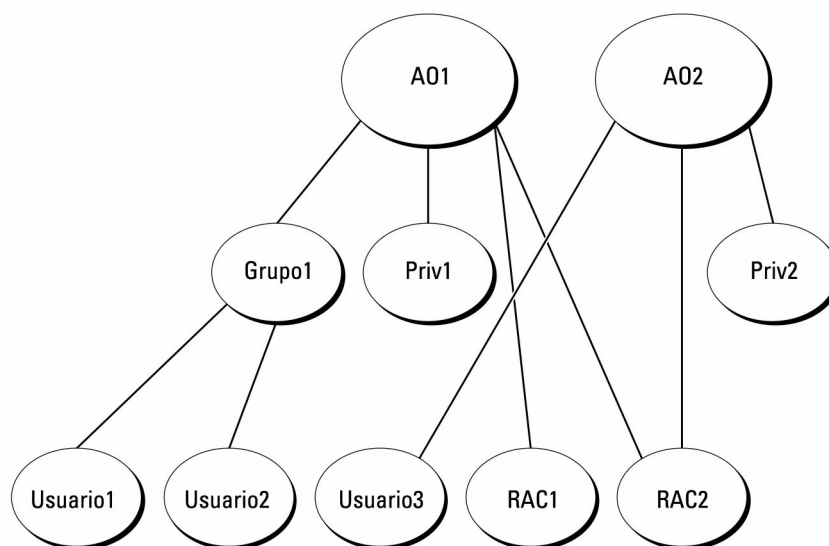 AO1
AO2
Grupo1
Priv1
Priv2
Usuario1
Usuario2
Usuario3
RAC1
RAC2